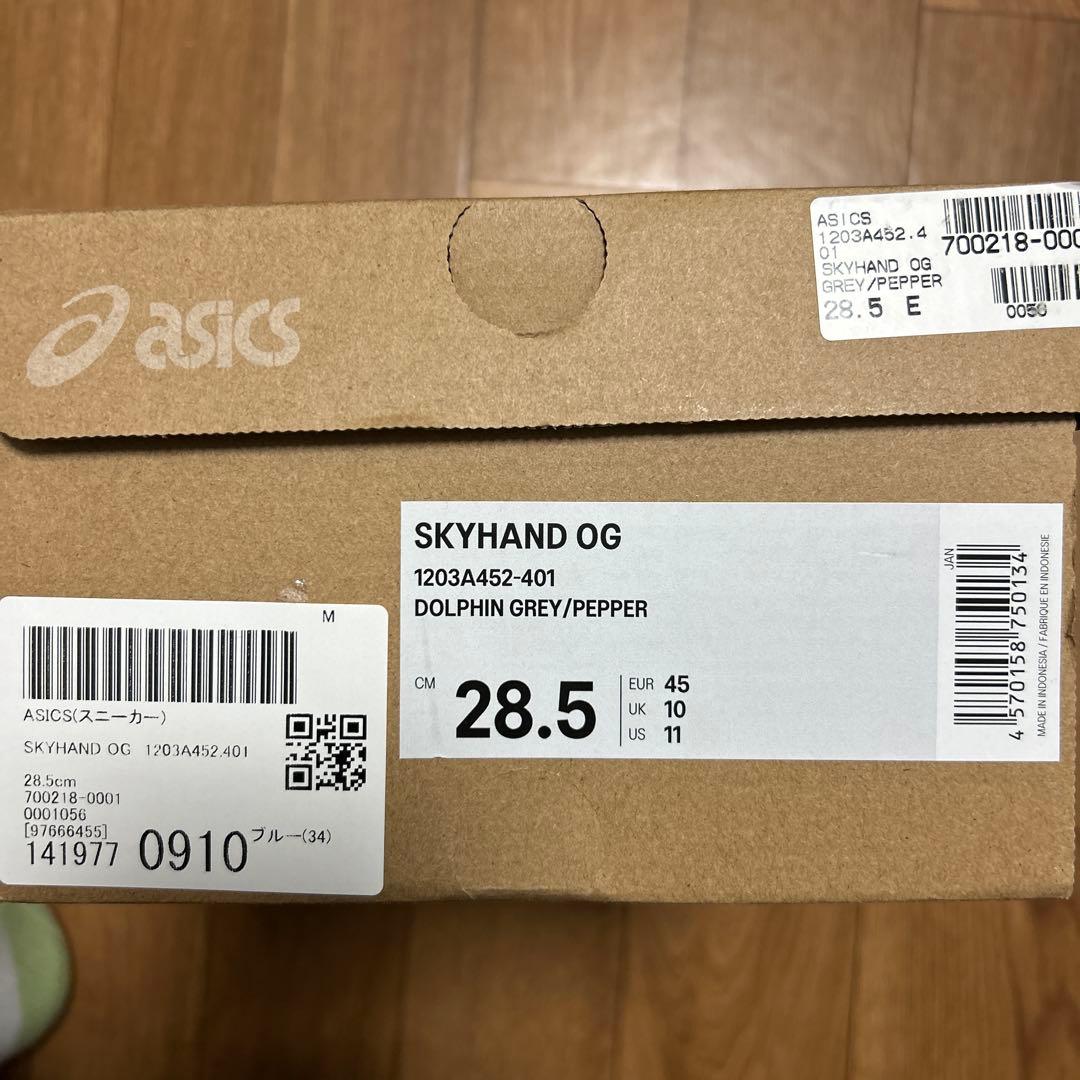 asics
ASICS
1203A452.4
01
SKYHAND OG
GREY/PEPPER
28.5 E
700218-000
SKYHAND OG
1203A452-401
DOLPHIN GREY/PEPPER
CM 28.5
EUR 45
UK 10
US 11
JAN
4 570158 750134
MADE IN INDONESIA / FABRIQUE EN INDONESIE
M
ASICS(スニーカー)
SKYHAND OG 1203A452.401
28.5cm
700218-0001
0001056
[97666455]
141977 0910 ブルー(34)